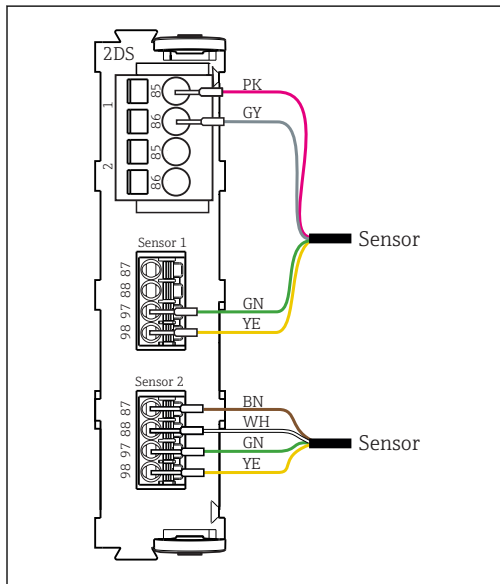 2DS
1
85
PK
86
GY
2
85
86
Sensor
Sensor 1
87
88
97
GN
98
YE
Sensor 2
87
BN
88
WH
97
GN
Sensor
98
YE